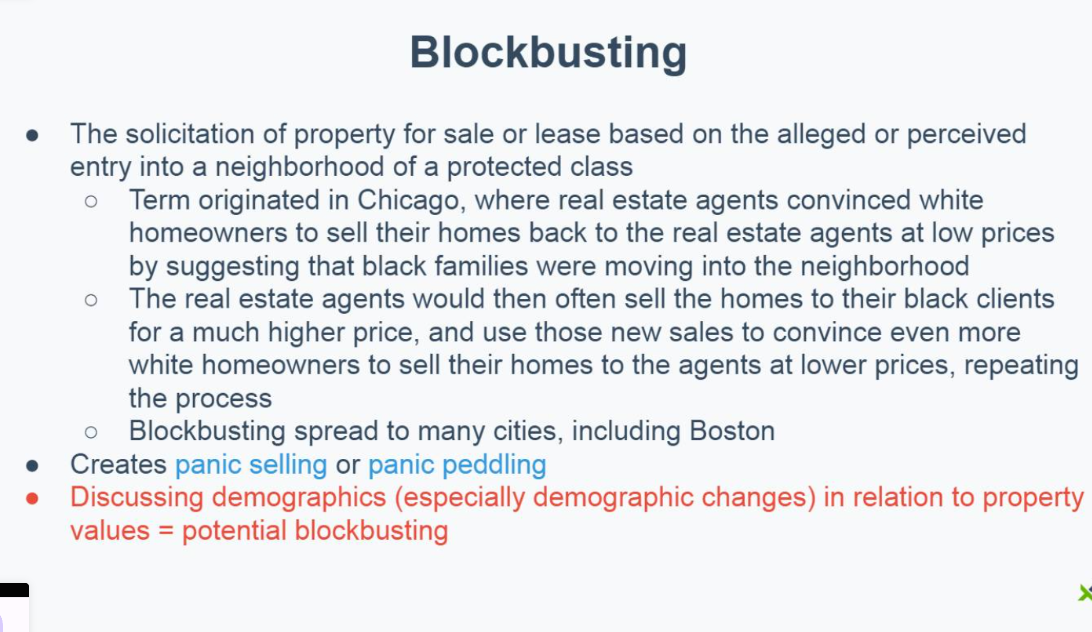 Blockbusting
● The solicitation of property for sale or lease based on the alleged or perceived
entry into a neighborhood of a protected class
○ Term originated in Chicago, where real estate agents convinced white
homeowners to sell their homes back to the real estate agents at low prices
by suggesting that black families were moving into the neighborhood
○ The real estate agents would then often sell the homes to their black clients
for a much higher price, and use those new sales to convince even more
white homeowners to sell their homes to the agents at lower prices, repeating
the process
○ Blockbusting spread to many cities, including Boston
● Creates panic selling or panic peddling
● Discussing demographics (especially demographic changes) in relation to property
values = potential blockbusting